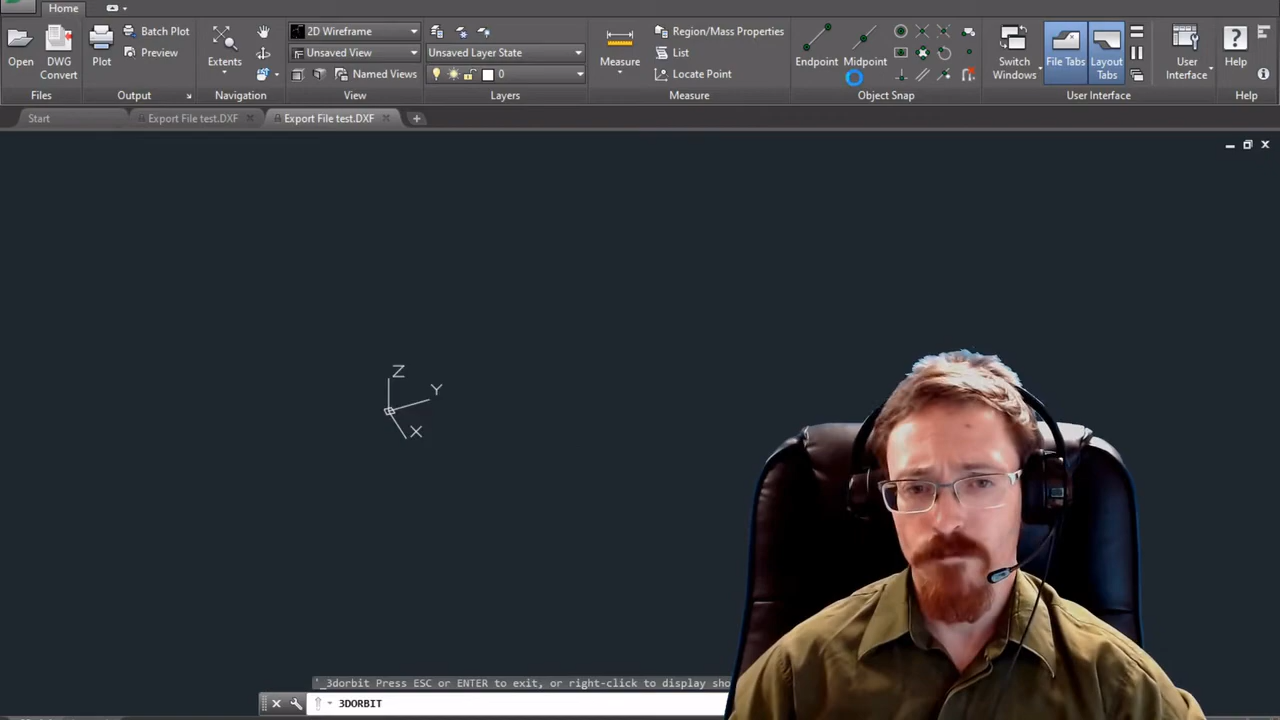 Home
Open
DWG
Convert
Files
Plot
Batch Plot
Preview
Output
Extents
Navigation
2D Wireframe
Unsaved View
Named Views
View
Unsaved Layer State
0
Layers
Measure
Region/Mass Properties
List
Locate Point
Measure
Endpoint
Midpoint
Object Snap
Switch
Windows
File Tabs
Layout
Tabs
User
Interface
User Interface
Help
Help
Start
Export File test.DXF
Export File test.DXF
Z
Y
X
'_3dorbit Press ESC or ENTER to exit, or right-click to display sho
3DORBIT